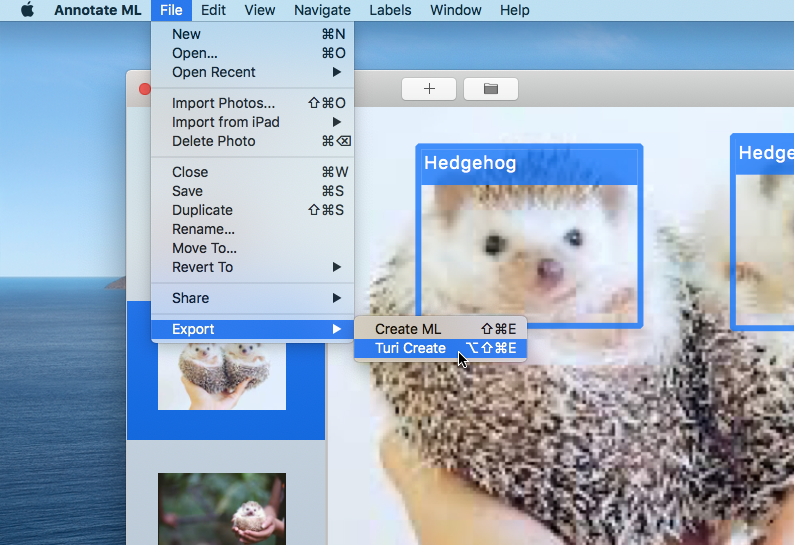 Annotate ML File Edit View Navigate Labels Window Help
New ⌘N
Open... ⌘O
Open Recent ▶
Import Photos... ⇧⌘O
Import from iPad ▶
Delete Photo ⌘⌫
Close ⌘W
Save ⌘S
Duplicate ⇧⌘S
Rename...
Move To...
Revert To ▶
Share ▶
Export ▶
Create ML ⇧⌘E
Turi Create ⌥⇧⌘E
Hedgehog
Hedge